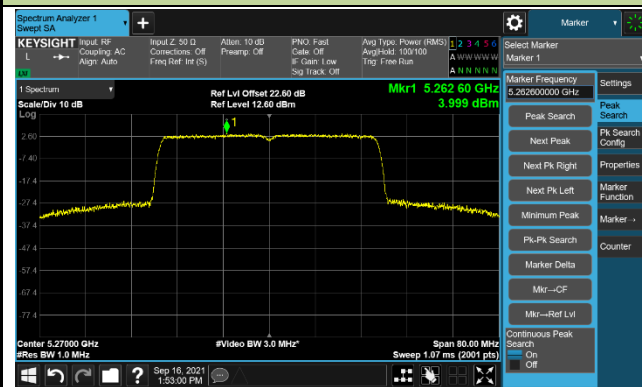 Spectrum Analyzer 1
Swept SA
+
Marker
KEYSIGHT
L
LXI
Input: RF
Coupling: AC
Align: Auto
Input Z: 50 Ω
Corrections: Off
Freq Ref: Int (S)
Atten: 10 dB
Preamp: Off
PNO: Fast
Gate: Off
IF Gain: Low
Sig Track: Off
Avg Type: Power (RMS)
Avg|Hold: 100/100
Trig: Free Run
1 2 3 4 5 6
A W W W W W
A N N N N N
Select Marker
Marker 1
1 Spectrum
Scale/Div 10 dB
Log
Ref Lvl Offset 22.60 dB
Ref Level 12.60 dBm
Mkr1 5.262 60 GHz
3.999 dBm
1
2.60
-7.40
-17.4
-27.4
-37.4
-47.4
-57.4
-67.4
-77.4
Center 5.27000 GHz
#Res BW 1.0 MHz
#Video BW 3.0 MHz*
Span 80.00 MHz
Sweep 1.07 ms (2001 pts)
Marker Frequency
5.262600000 GHz
Peak Search
Next Peak
Next Pk Right
Next Pk Left
Minimum Peak
Pk-Pk Search
Marker Delta
Mkr→CF
Mkr→Ref Lvl
Continuous Peak
Search
On
Off
Settings
Peak
Search
Pk Search
Config
Properties
Marker
Function
Marker→
Counter
?
Sep 16, 2021
1:53:00 PM